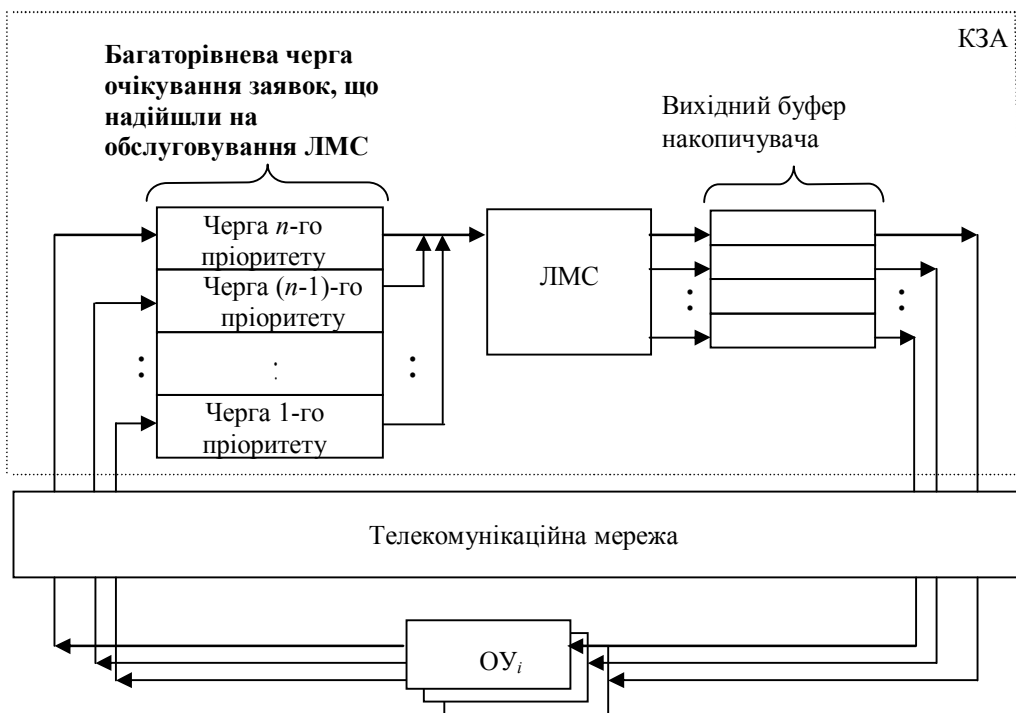 КЗА
Багаторівнева черга
очікування заявок, що
надійшли на
обслуговування ЛМС
Вихідний буфер
накопичувача
Черга n-го
пріоритету
Черга (n-1)-го
пріоритету
:
Черга 1-го
пріоритету
ЛМС
:
:
:
:
Телекомунікаційна мережа
ОУi